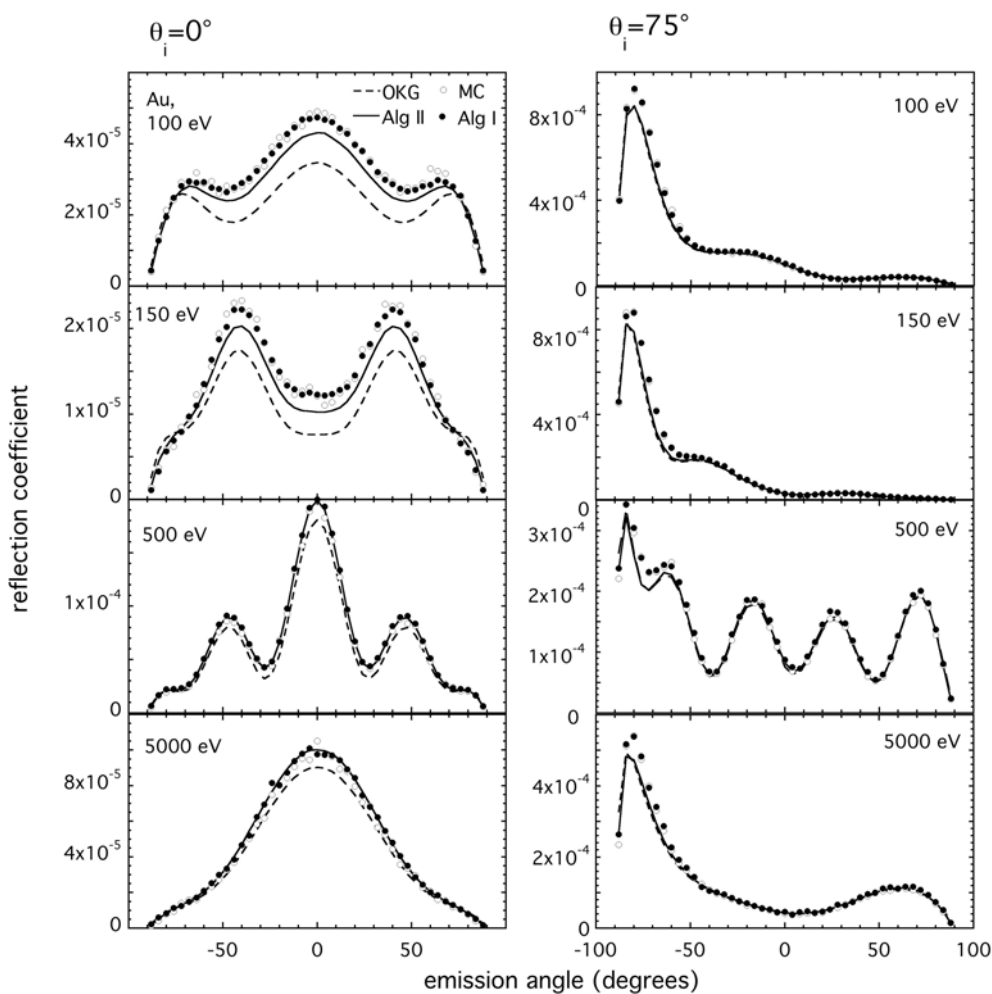 θi=0°
θi=75°
Au,
100 eV
OKG MC
Alg II Alg I
4x10-5
2x10-5
0
100 eV
8x10-4
4x10-4
0
150 eV
2x10-5
1x10-5
0
150 eV
8x10-4
4x10-4
0
500 eV
1x10-4
0
500 eV
3x10-4
2x10-4
1x10-4
0
5000 eV
8x10-5
4x10-5
0
5000 eV
4x10-4
2x10-4
0
reflection coefficient
-50 0 50
-100 -50 0 50 100
emission angle (degrees)